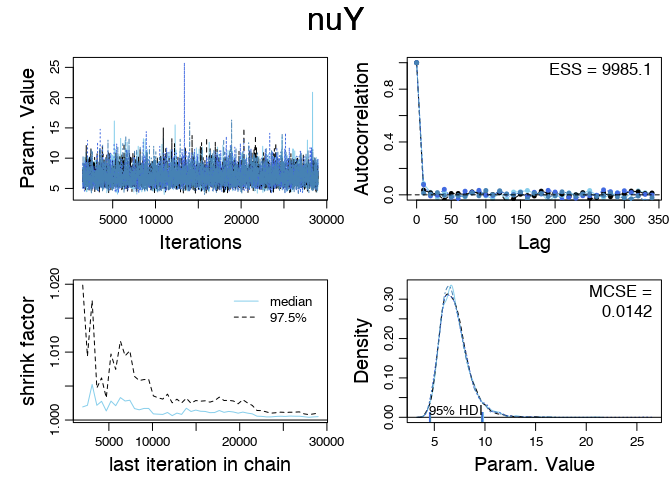 nuY
Param. Value
25
20
15
10
5
5000 10000 20000 30000
Iterations
Autocorrelation
0.8
0.4
0.0
ESS = 9985.1
0 50 100 150 200 250 300 350
Lag
shrink factor
1.020
1.010
1.000
median
97.5%
5000 10000 20000 30000
last iteration in chain
Density
0.30
0.20
0.10
0.00
MCSE =
0.0142
95% HDI
5 10 15 20 25
Param. Value